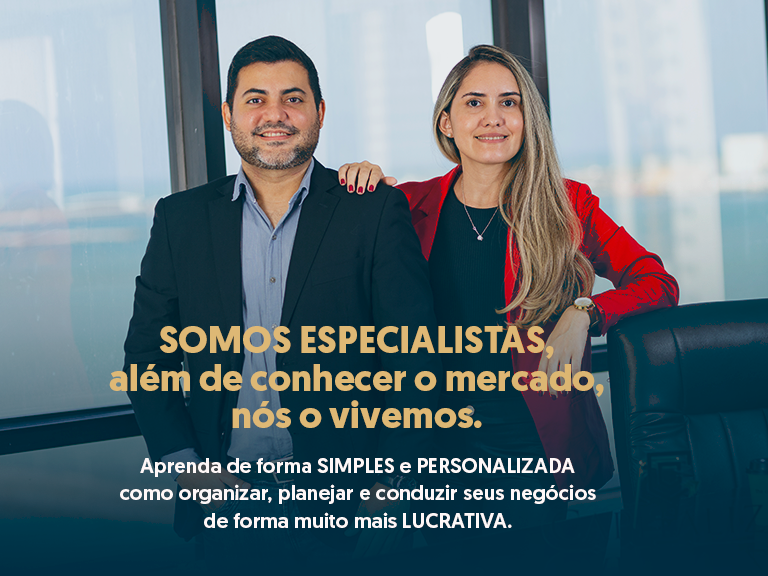 SOMOS ESPECIALISTAS,
além de conhecer o mercado,
nós o vivemos.
Aprenda de forma SIMPLES e PERSONALIZADA
como organizar, planejar e conduzir seus negócios
de forma muito mais LUCRATIVA.